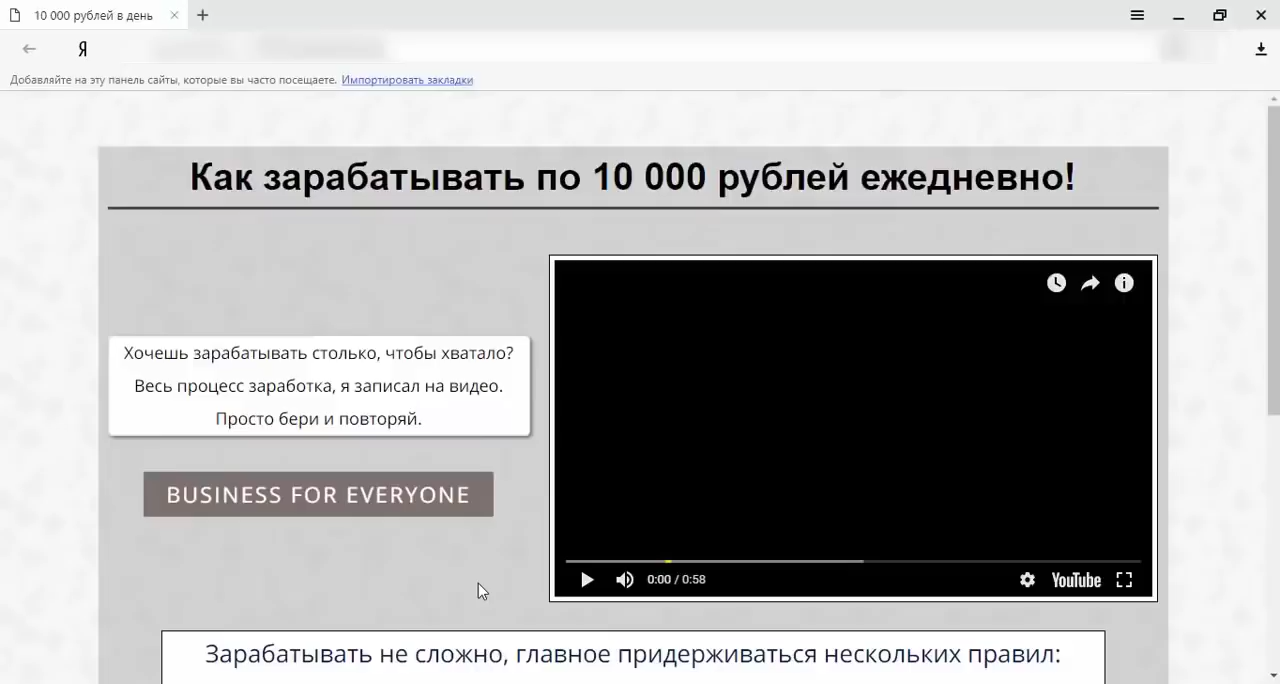 10 000 рублей в день
Я
Добавляйте на эту панель сайты, которые вы часто посещаете. Импортировать закладки
Как зарабатывать по 10 000 рублей ежедневно!
Хочешь зарабатывать столько, чтобы хватало?
Весь процесс заработка, я записал на видео.
Просто бери и повторяй.
BUSINESS FOR EVERYONE
0:00 / 0:58
YouTube
Зарабатывать не сложно, главное придерживаться нескольких правил: